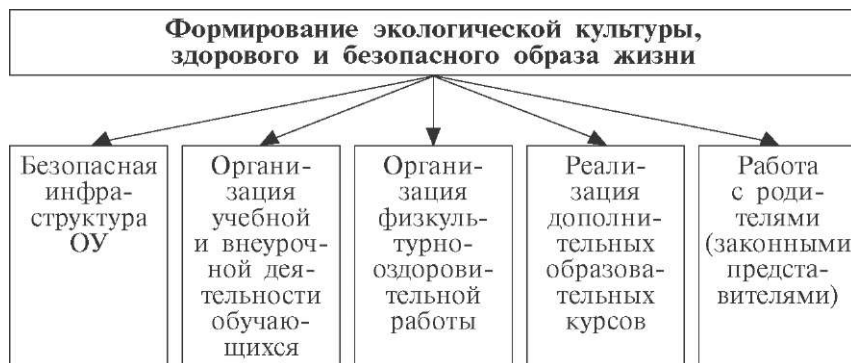 Формирование экологической культуры,
здорового и безопасного образа жизни
Безопасная
инфра-
структура
ОУ
Органи-
зация
учебной
и внеуроч-
ной дея-
тельности
обучаю-
щихся
Органи-
зация
физкуль-
турно-
оздорови-
тельной
работы
Реали-
зация
дополни-
тельных
образова-
тельных
курсов
Работа
с роди-
телями
(законными
предста-
вителями)